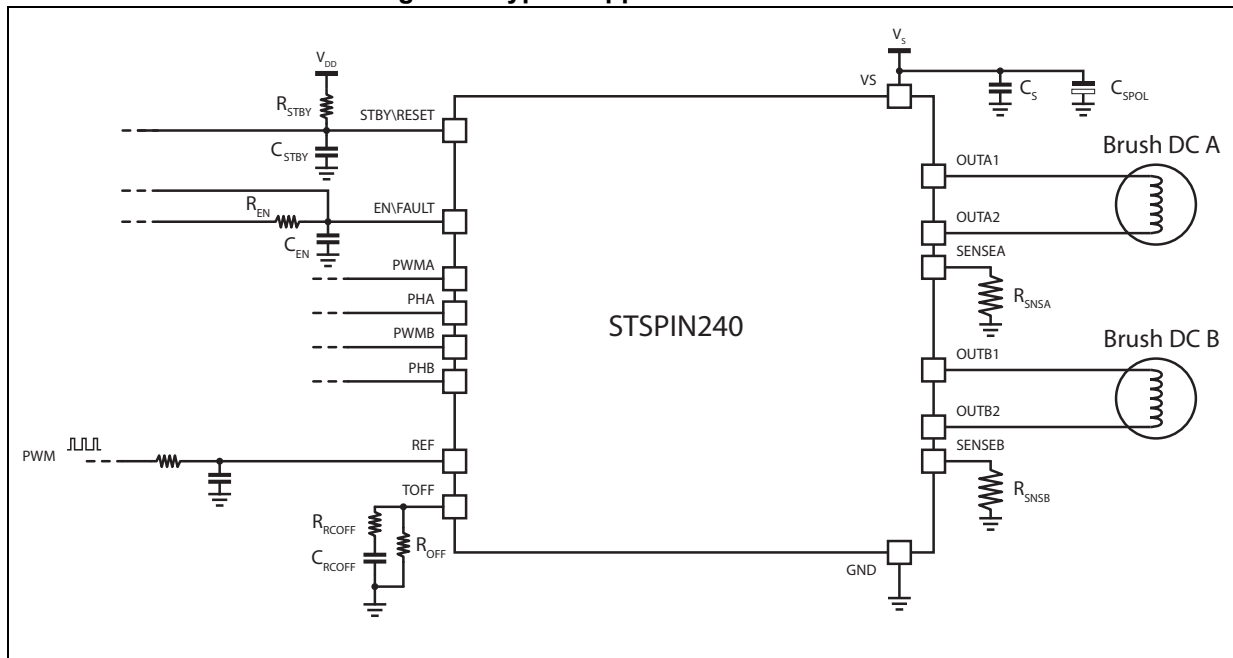 V_DD
R_STBY
STBY\RESET
C_STBY
R_EN
EN\FAULT
C_EN
PWMA
PHA
PWMB
PHB
PWM
REF
TOFF
R_RCOFF
C_RCOFF
R_OFF
STSPIN240
V_S
VS
C_S
C_SPOL
Brush DC A
OUTA1
OUTA2
SENSEA
R_SNSA
Brush DC B
OUTB1
OUTB2
SENSEB
R_SNSB
GND